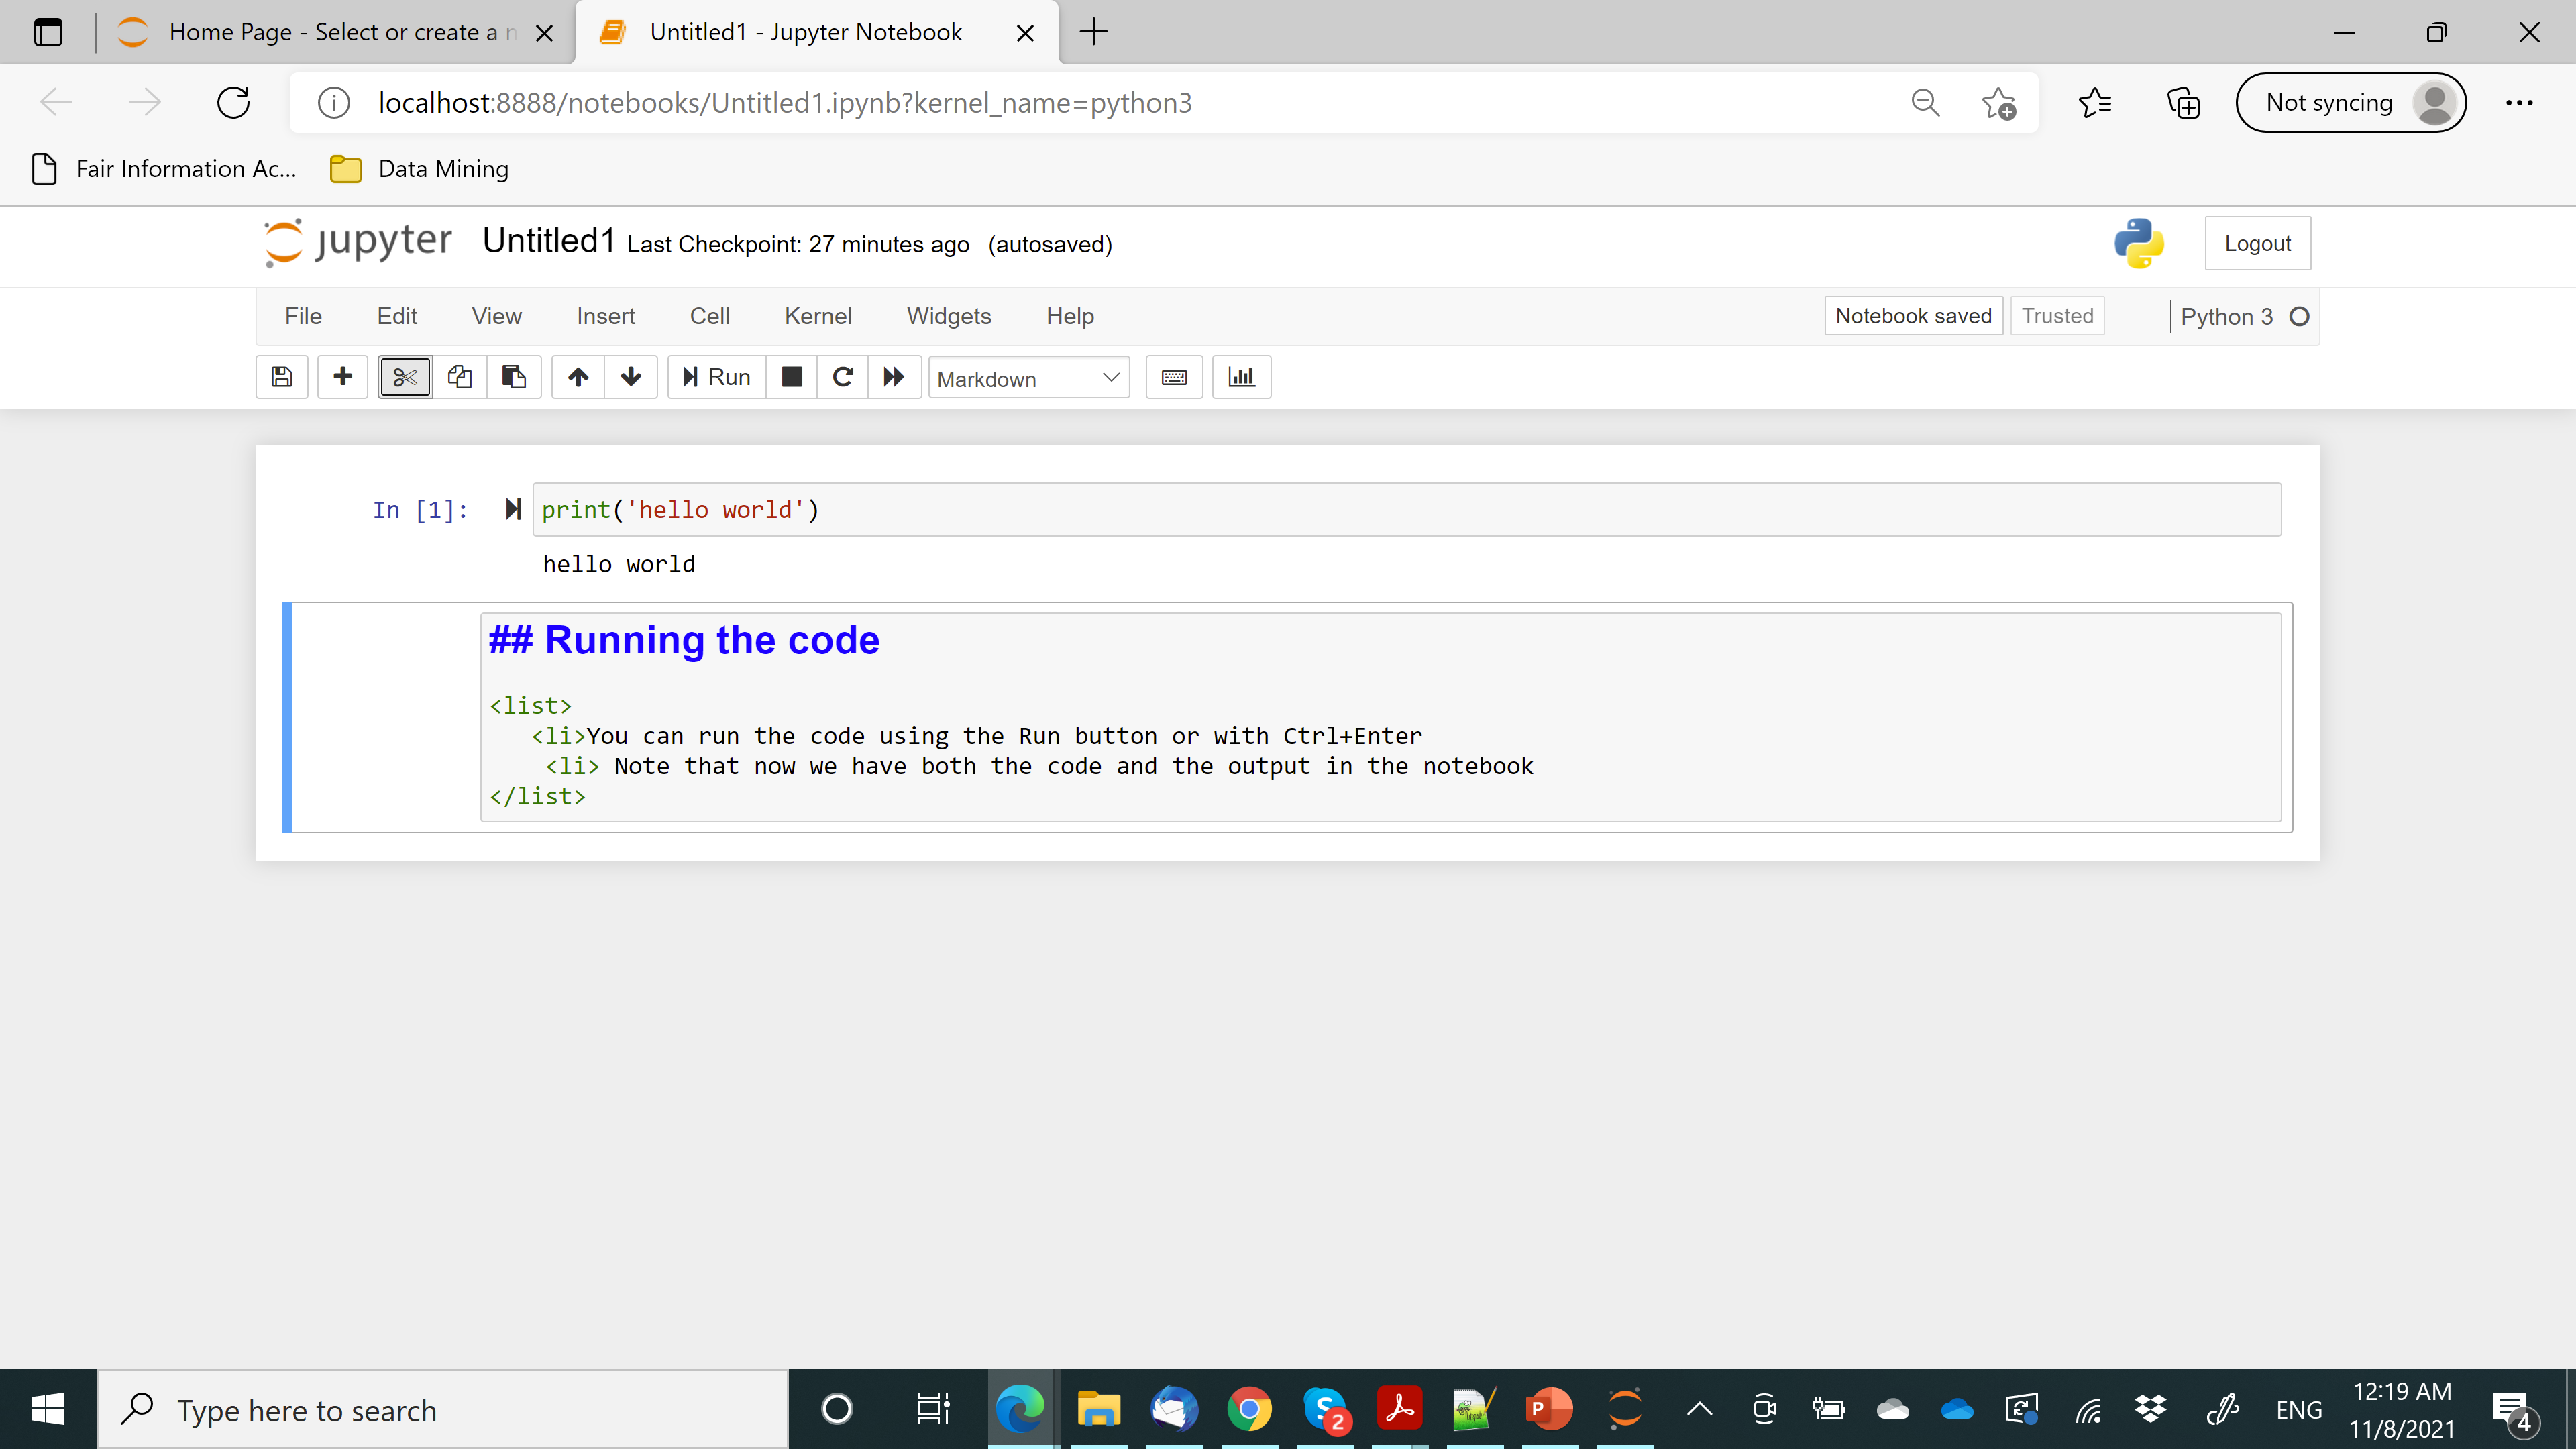 Home Page - Select or create a n
Untitled1 - Jupyter Notebook
localhost:8888/notebooks/Untitled1.ipynb?kernel_name=python3
Not syncing
Fair Information Ac...
Data Mining
jupyter Untitled1 Last Checkpoint: 27 minutes ago (autosaved)
Logout
File Edit View Insert Cell Kernel Widgets Help
Notebook saved Trusted Python 3
Run Markdown
In [1]: print('hello world')
hello world
## Running the code
<list>
<li>You can run the code using the Run button or with Ctrl+Enter
<li> Note that now we have both the code and the output in the notebook
</list>
Type here to search
S 2
P
ENG
12:19 AM
11/8/2021
4